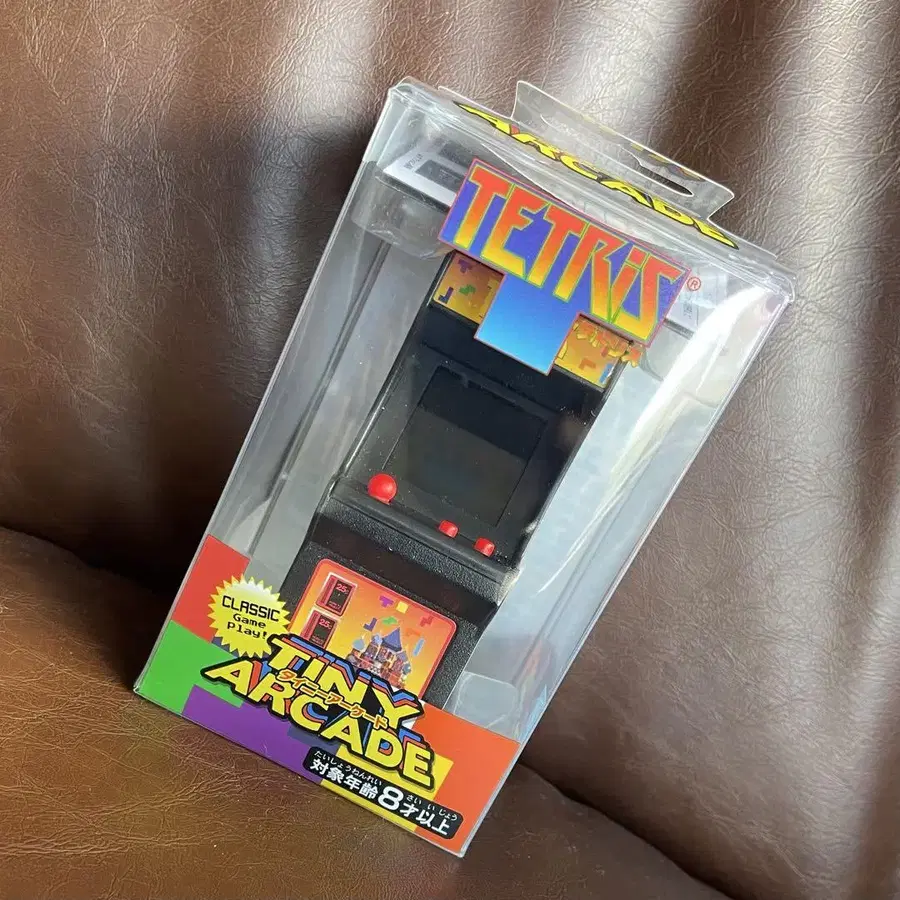 ARCADE
TETRiS®
テトリス
25¢
25¢
CLASSIC
Game
Play!
TINY
タイニーアーケード
ARCADE
たいしょうねんれい さい い じょう
対象年齢8才以上